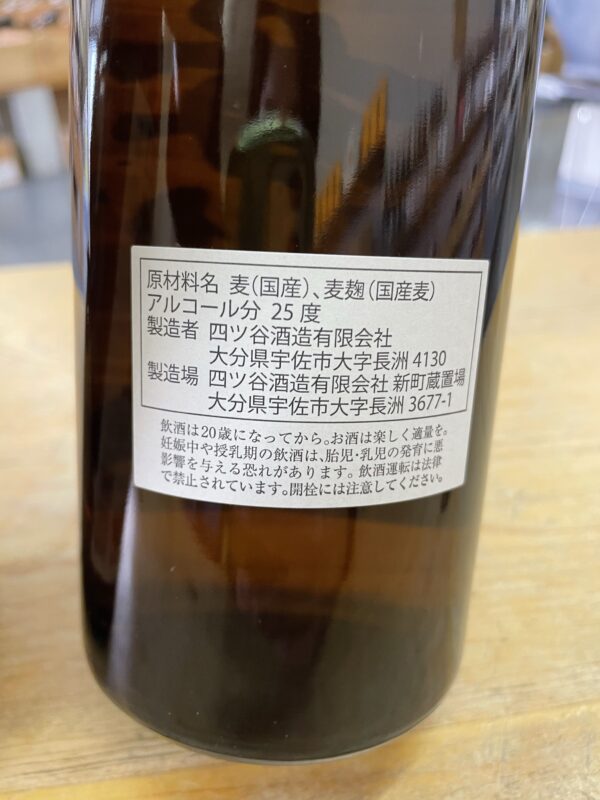 原材料名 麦(国産)、麦麹(国産麦)
アルコール分 25 度
製造者 四ツ谷酒造有限会社
大分県宇佐市大字長洲 4130
製造場 四ツ谷酒造有限会社 新町蔵置場
大分県宇佐市大字長洲 3677-1
飲酒は20歳になってから。お酒は楽しく適量を。
妊娠中や授乳期の飲酒は、胎児・乳児の発育に悪
影響を与える恐れがあります。飲酒運転は法律
で禁止されています。開栓には注意してください。